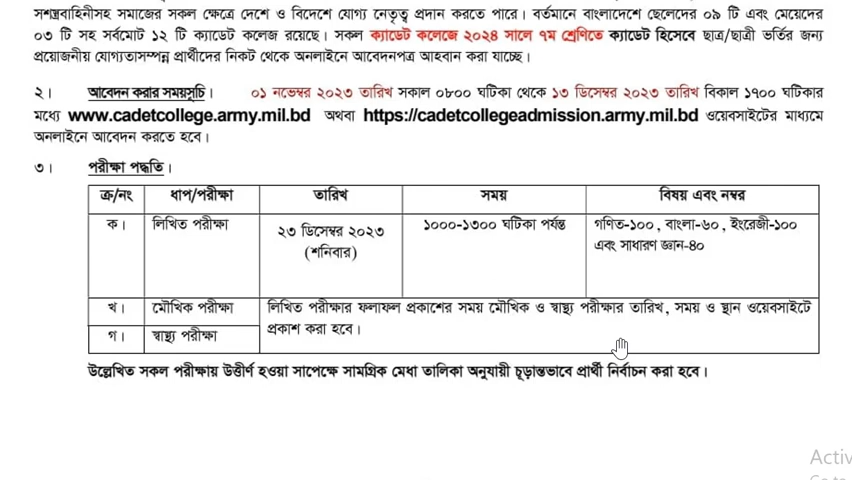 সশস্ত্রবাহিনীসহ সমাজের সকল ক্ষেত্রে দেশে ও বিদেশে যোগ্য নেতৃত্ব প্রদান করতে পারে। বর্তমানে বাংলাদেশে ছেলেদের ০৯ টি এবং মেয়েদের
০৩ টি সহ সর্বমোট ১২ টি ক্যাডেট কলেজ রয়েছে। সকল ক্যাডেট কলেজে ২০২৪ সালে ৭ম শ্রেণিতে ক্যাডেট হিসেবে ছাত্র/ছাত্রী ভর্তির জন্য
প্রয়োজনীয় যোগ্যতাসম্পন্ন প্রার্থীদের নিকট থেকে অনলাইনে আবেদনপত্র আহবান করা যাচ্ছে।
২। আবেদন করার সময়সূচি। ০১ নভেম্বর ২০২৩ তারিখ সকাল ০৮০০ ঘটিকা থেকে ১৩ ডিসেম্বর ২০২৩ তারিখ বিকাল ১৭০০ ঘটিকার
মধ্যে www.cadetcollege.army.mil.bd অথবা https://cadetcollegeadmission.army.mil.bd ওয়েবসাইটের মাধ্যমে
অনলাইনে আবেদন করতে হবে।
৩। পরীক্ষা পদ্ধতি।
ক্র/নং ধাপ/পরীক্ষা তারিখ সময় বিষয় এবং নম্বর
ক। লিখিত পরীক্ষা ২৩ ডিসেম্বর ২০২৩ ১০০০-১৩০০ ঘটিকা পর্যন্ত গণিত-১০০, বাংলা-৬০, ইংরেজী-১০০
(শনিবার) এবং সাধারণ জ্ঞান-৪০
খ। মৌখিক পরীক্ষা লিখিত পরীক্ষার ফলাফল প্রকাশের সময় মৌখিক ও স্বাস্থ্য পরীক্ষার তারিখ, সময় ও স্থান ওয়েবসাইটে
গ। স্বাস্থ্য পরীক্ষা প্রকাশ করা হবে।
উল্লেখিত সকল পরীক্ষায় উত্তীর্ণ হওয়া সাপেক্ষে সামগ্রিক মেধা তালিকা অনুযায়ী চূড়ান্তভাবে প্রার্থী নির্বাচন করা হবে।